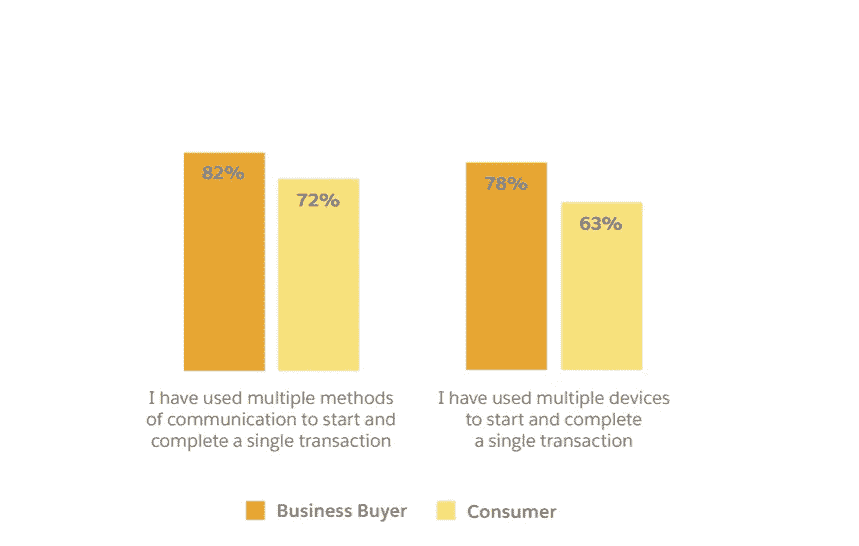 82%
72%
78%
63%
I have used multiple methods
of communication to start and
complete a single transaction
I have used multiple devices
to start and complete
a single transaction
Business Buyer
Consumer